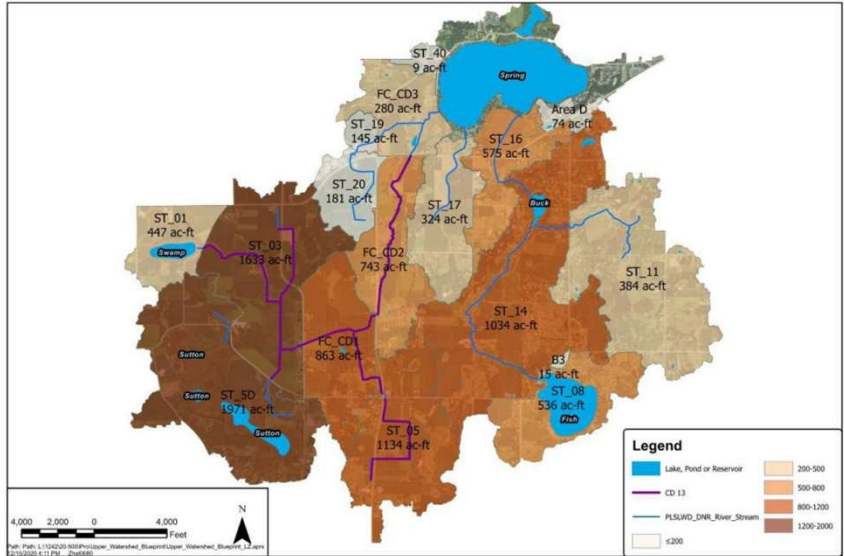 ST_40
9 ac-ft
Spring
FC_CD3
280 ac-ft
Area D
74 ac-ft
ST_19
145 ac-ft
ST_16
575 ac-ft
ST_20
181 ac-ft
ST_17
324 ac-ft
Buck
ST_01
447 ac-ft
Swamp
ST_03
1633 ac-ft
FC_CD2
743 ac-ft
ST_11
384 ac-ft
ST_14
1034 ac-ft
FC_CD1
863 ac-ft
Sutton
B3
15 ac-ft
Sutton
ST_5D
1971 ac-ft
ST_08
536 ac-ft
Fish
Sutton
ST_05
1134 ac-ft
Legend
Lake, Pond or Reservoir
CD 13
PLSLWD_DNR_River_Stream
≤200
200-500
500-800
800-1200
1200-2000
4,000 2,000 0 4,000
Feet
N